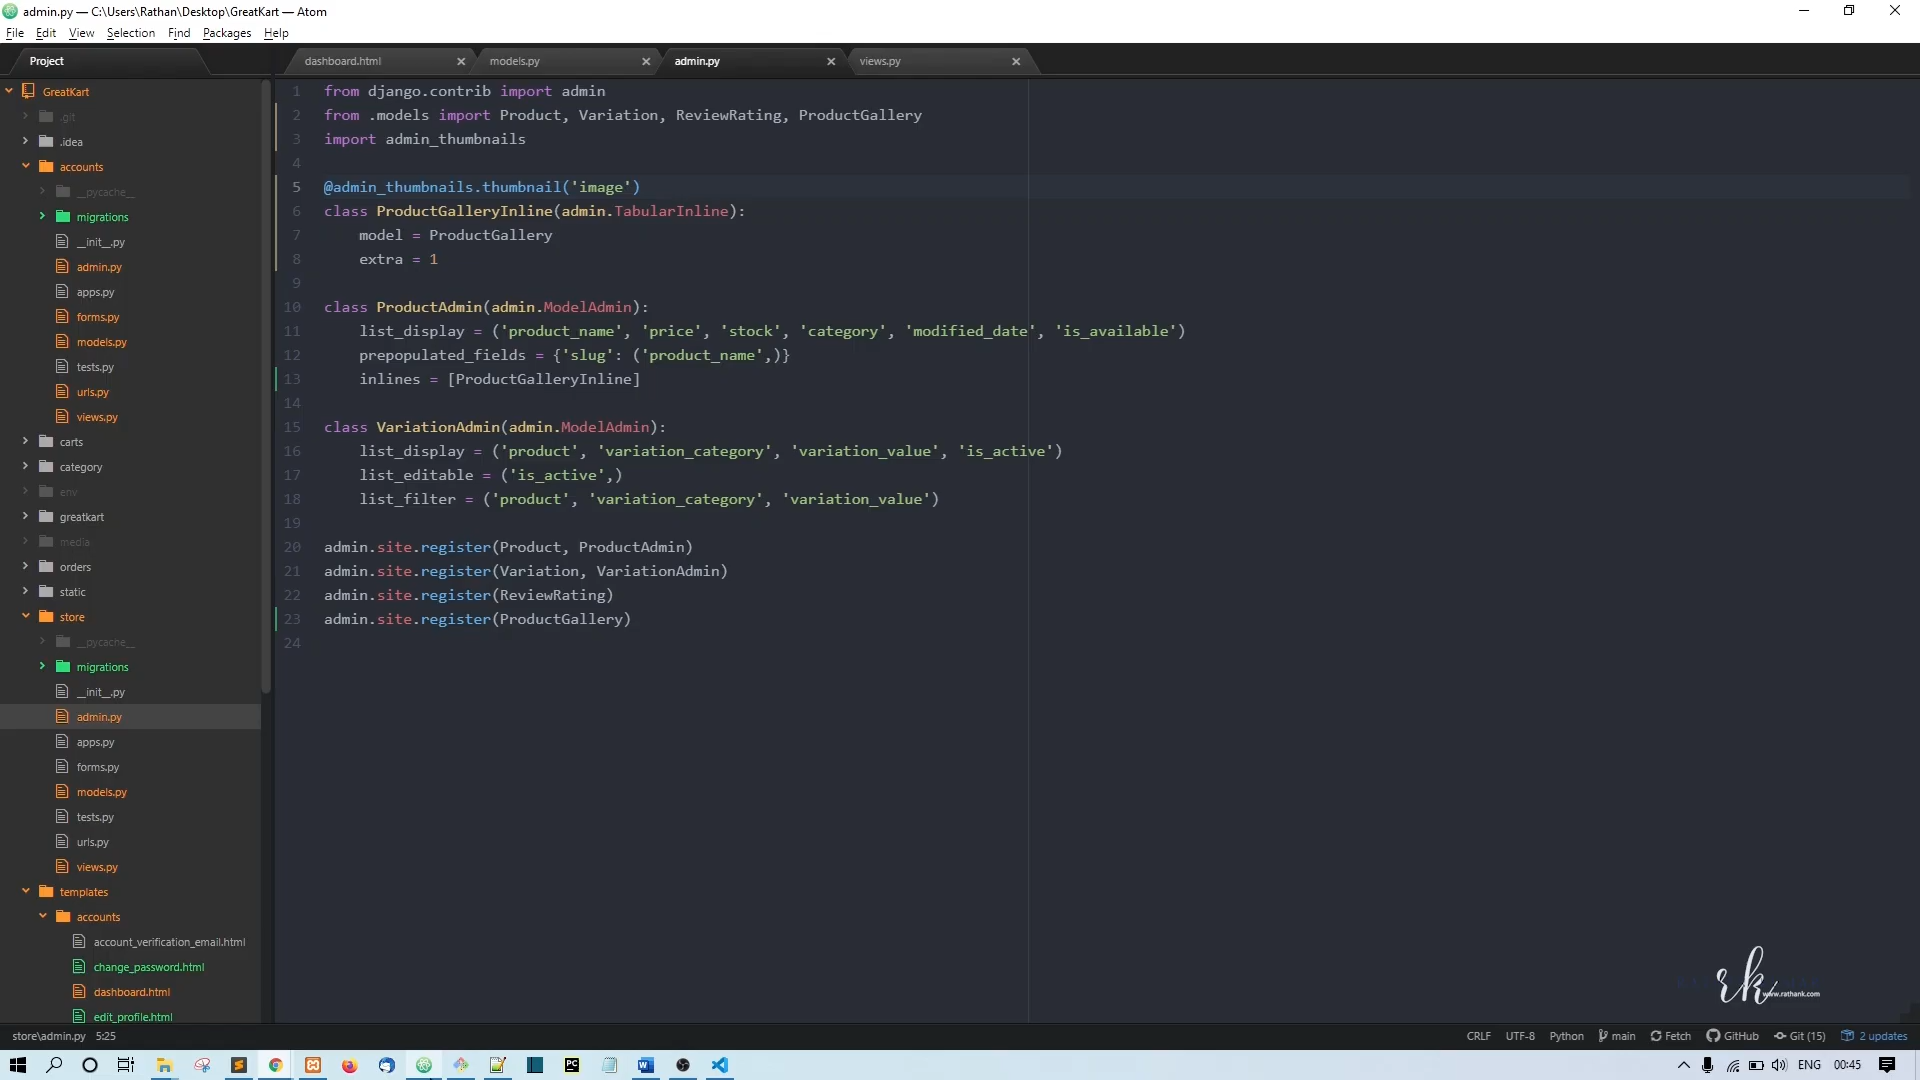 admin.py — C:\Users\Rathan\Desktop\GreatKart — Atom
File Edit View Selection Find Packages Help
Project
dashboard.html models.py admin.py views.py
GreatKart
.git
.idea
accounts
__pycache__
migrations
__init__.py
admin.py
apps.py
forms.py
models.py
tests.py
urls.py
views.py
carts
category
env
greatkart
media
orders
static
store
__pycache__
migrations
__init__.py
admin.py
apps.py
forms.py
models.py
tests.py
urls.py
views.py
templates
accounts
account_verification_email.html
change_password.html
dashboard.html
edit_profile.html
1 from django.contrib import admin
2 from .models import Product, Variation, ReviewRating, ProductGallery
3 import admin_thumbnails
4
5 @admin_thumbnails.thumbnail('image')
6 class ProductGalleryInline(admin.TabularInline):
7 model = ProductGallery
8 extra = 1
9
10 class ProductAdmin(admin.ModelAdmin):
11 list_display = ('product_name', 'price', 'stock', 'category', 'modified_date', 'is_available')
12 prepopulated_fields = {'slug': ('product_name',)}
13 inlines = [ProductGalleryInline]
14
15 class VariationAdmin(admin.ModelAdmin):
16 list_display = ('product', 'variation_category', 'variation_value', 'is_active')
17 list_editable = ('is_active',)
18 list_filter = ('product', 'variation_category', 'variation_value')
19
20 admin.site.register(Product, ProductAdmin)
21 admin.site.register(Variation, VariationAdmin)
22 admin.site.register(ReviewRating)
23 admin.site.register(ProductGallery)
24
rk
www.rathank.com
store\admin.py 5:25 CRLF UTF-8 Python main Fetch GitHub Git (15) 2 updates
ENG 00:45